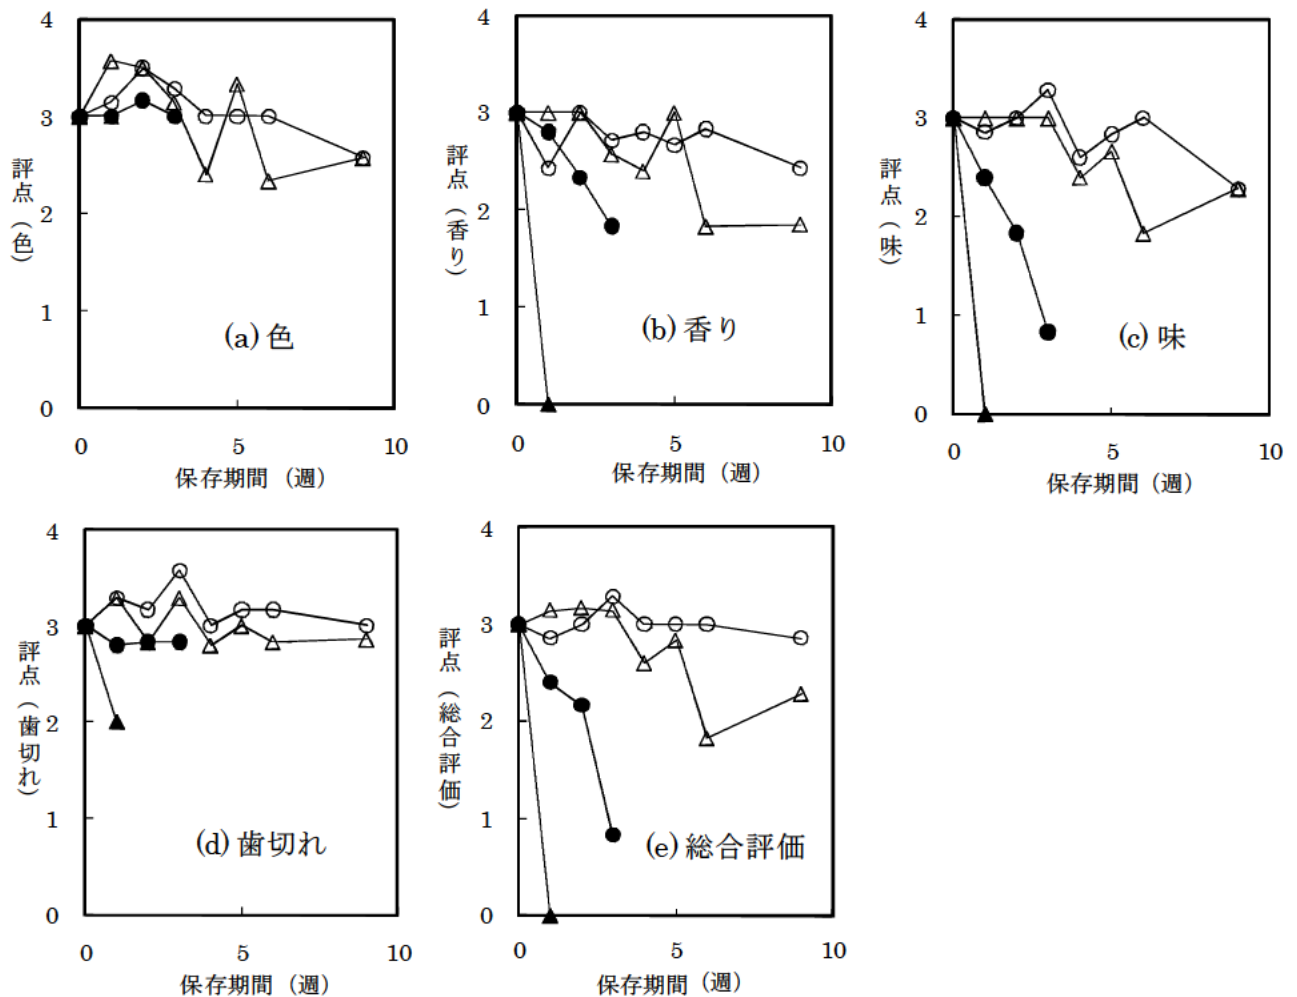 4
3
2
1
0
評点（色）
(a) 色
0 5 10
保存期間（週）
4
3
2
1
0
評点（香り）
(b) 香り
0 5 10
保存期間（週）
4
3
2
1
0
評点（味）
(c) 味
0 5 10
保存期間（週）
4
3
2
1
0
評点（歯切れ）
(d) 歯切れ
0 5 10
保存期間（週）
4
3
2
1
0
評点（総合評価）
(e) 総合評価
0 5 10
保存期間（週）